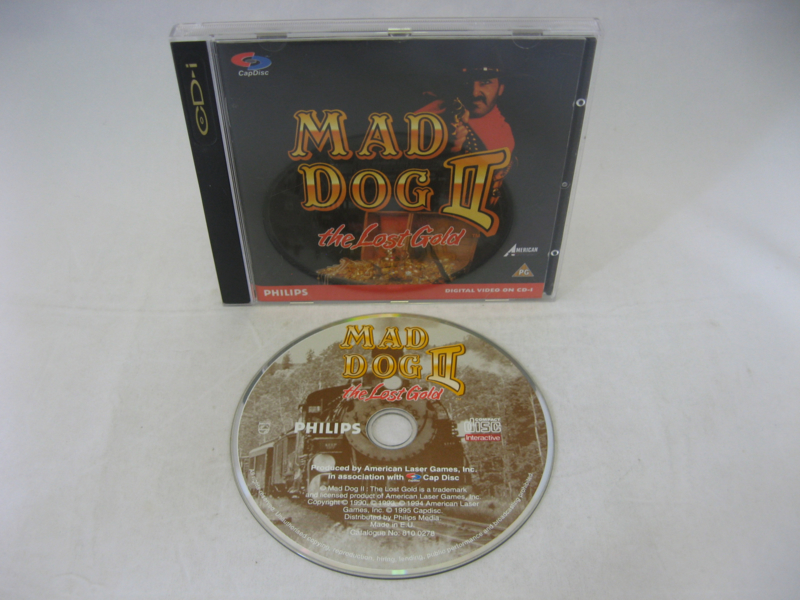 CD-i
CapDisc
MAD
DOG II
the Lost Gold
AMERICAN
PG
PHILIPS
DIGITAL VIDEO ON CD-i
MAD
DOG II
the Lost Gold
PHILIPS
COMPACT
disc
Interactive
Produced by American Laser Games, Inc.
in association with Cap Disc
© Mad Dog II : The Lost Gold is a trademark
and licensed product of American Laser Games, Inc.
Copyright © 1990, © 1992, © 1994 American Laser
Games, Inc. © 1995 Capdisc.
Distributed by Philips Media
Made in E.U.
Catalogue No. 810 0278